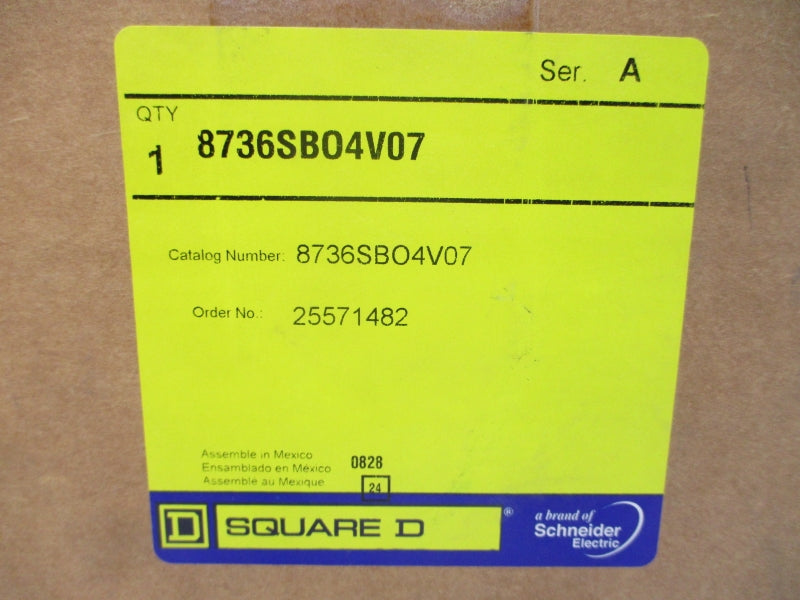 Ser. A
QTY
1 8736SBO4V07
Catalog Number: 8736SBO4V07
Order No.: 25571482
Assemble in Mexico
Ensamblado en México
Assemble au Mexique
0828
24
D SQUARE D ®
a brand of
Schneider
Electric